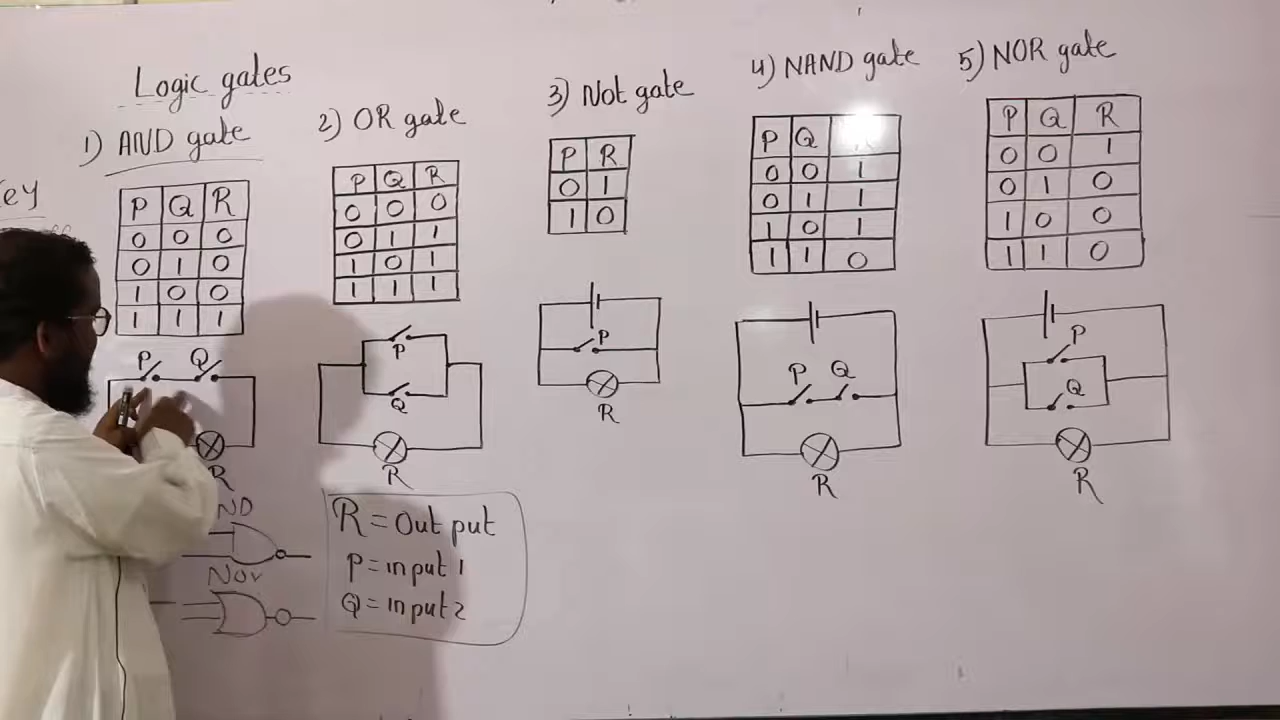 Logic gates
1) AND gate
P Q R
0 0 0
0 1 0
1 0 0
1 1 1
P Q
R
2) OR gate
P Q R
0 0 0
0 1 1
1 0 1
1 1 1
P
Q
R
3) Not gate
P R
0 1
1 0
P
R
4) NAND gate
P Q
0 0 1
0 1 1
1 0 1
1 1 0
P Q
R
5) NOR gate
P Q R
0 0 1
0 1 0
1 0 0
1 1 0
P
Q
R
Nor
R = Out put
P = input 1
Q = input 2